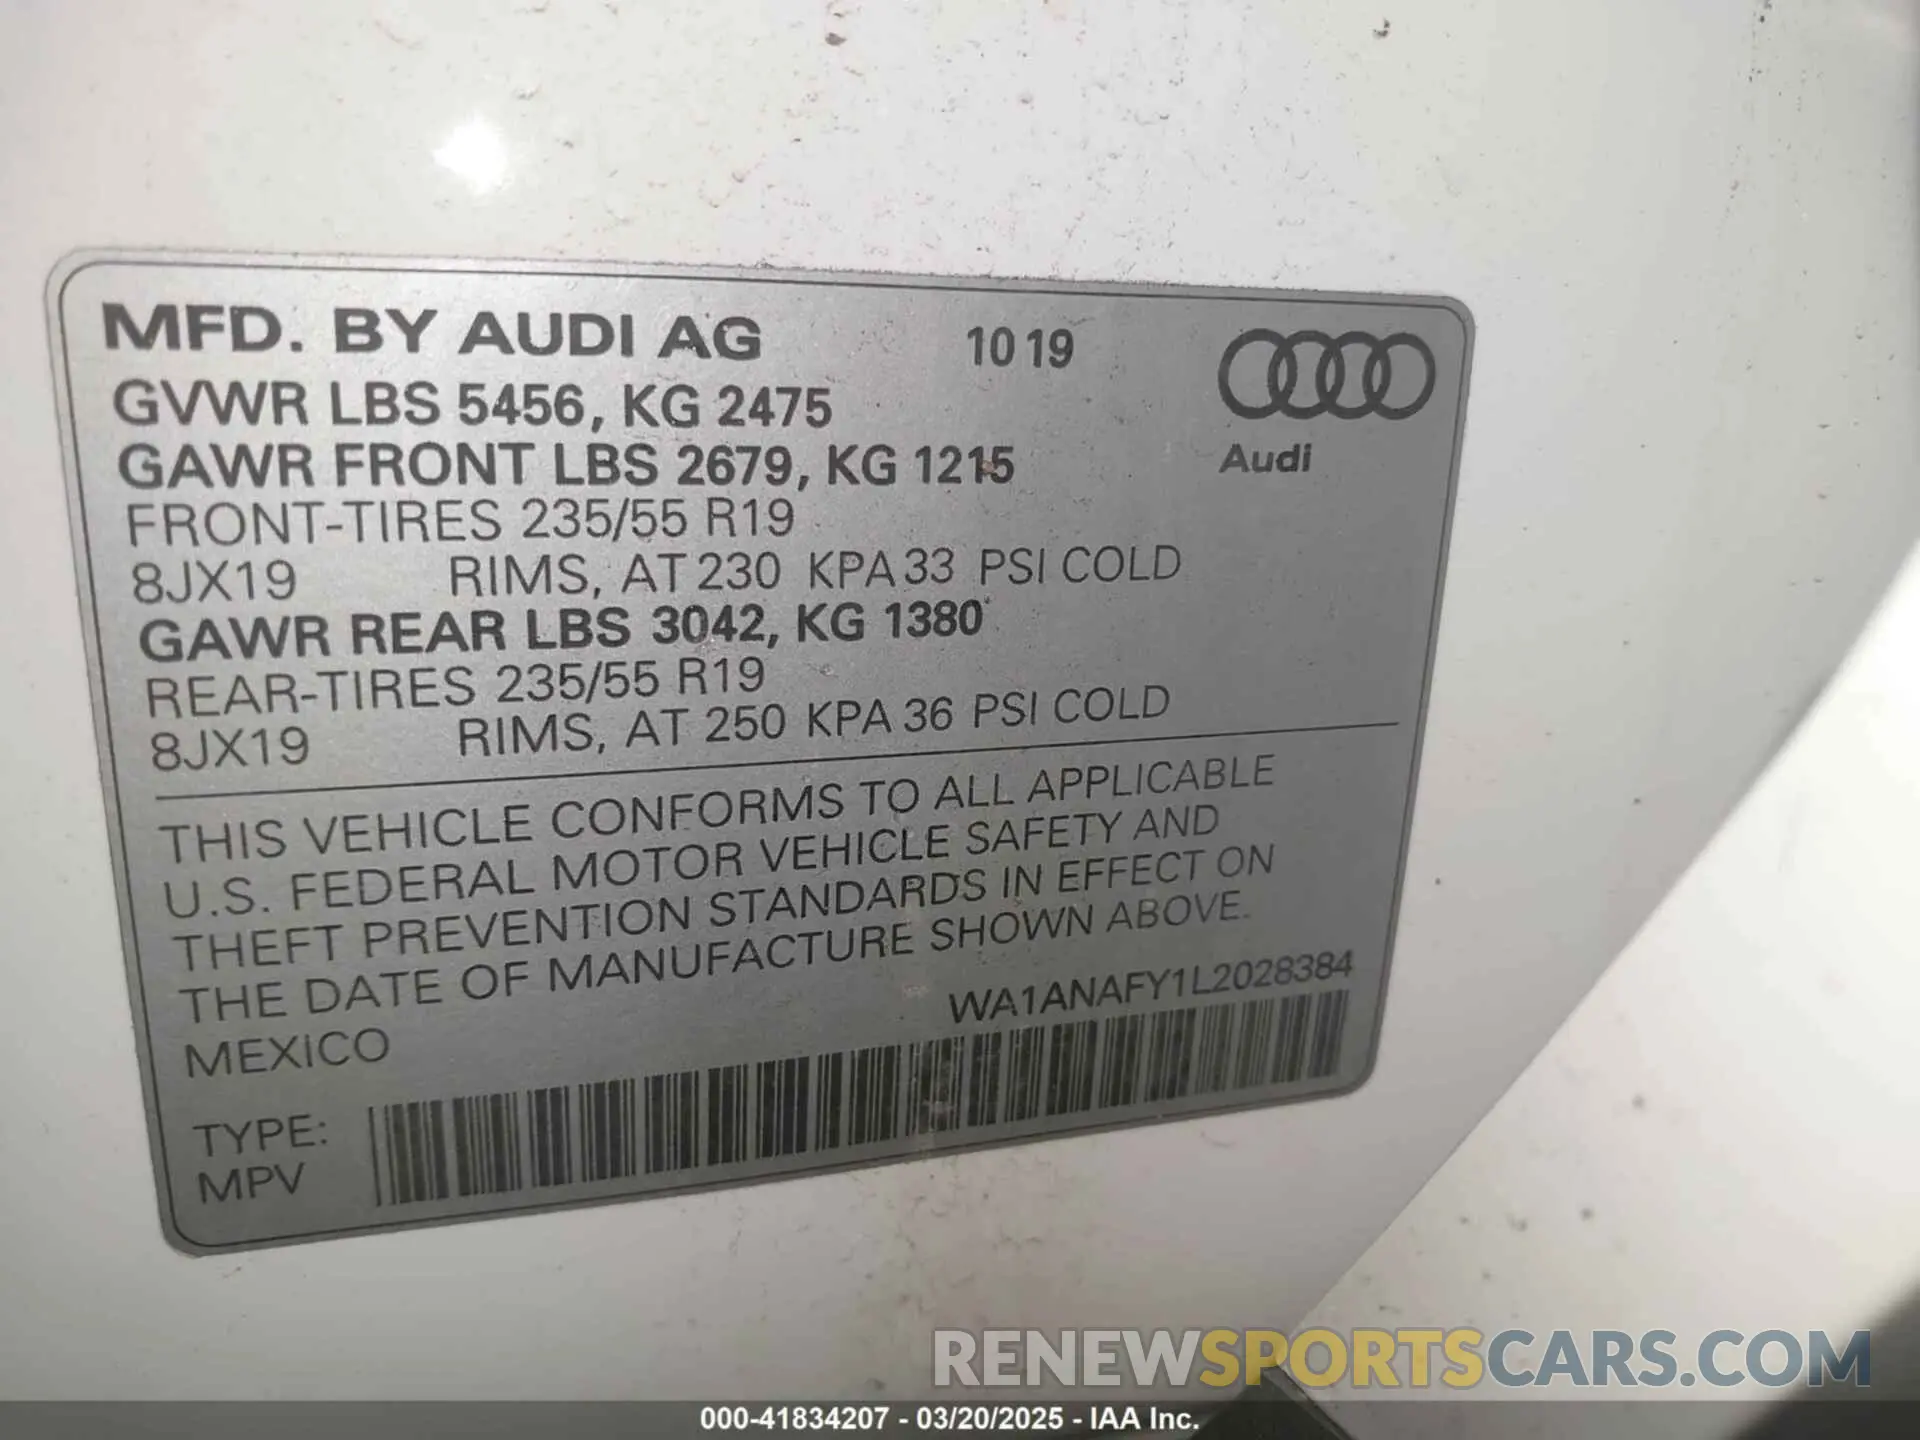 MFD. BY AUDI AG 10 19
GVWR LBS 5456, KG 2475
GAWR FRONT LBS 2679, KG 1215
Audi
FRONT-TIRES 235/55 R19
8JX19 RIMS, AT 230 KPA 33 PSI COLD
GAWR REAR LBS 3042, KG 1380
REAR-TIRES 235/55 R19
8JX19 RIMS, AT 250 KPA 36 PSI COLD
THIS VEHICLE CONFORMS TO ALL APPLICABLE
U.S. FEDERAL MOTOR VEHICLE SAFETY AND
THEFT PREVENTION STANDARDS IN EFFECT ON
THE DATE OF MANUFACTURE SHOWN ABOVE.
MEXICO WA1ANAFY1L2028384
TYPE:
MPV
RENEWSPORTSCARS.COM
000-41834207 - 03/20/2025 - IAA Inc.